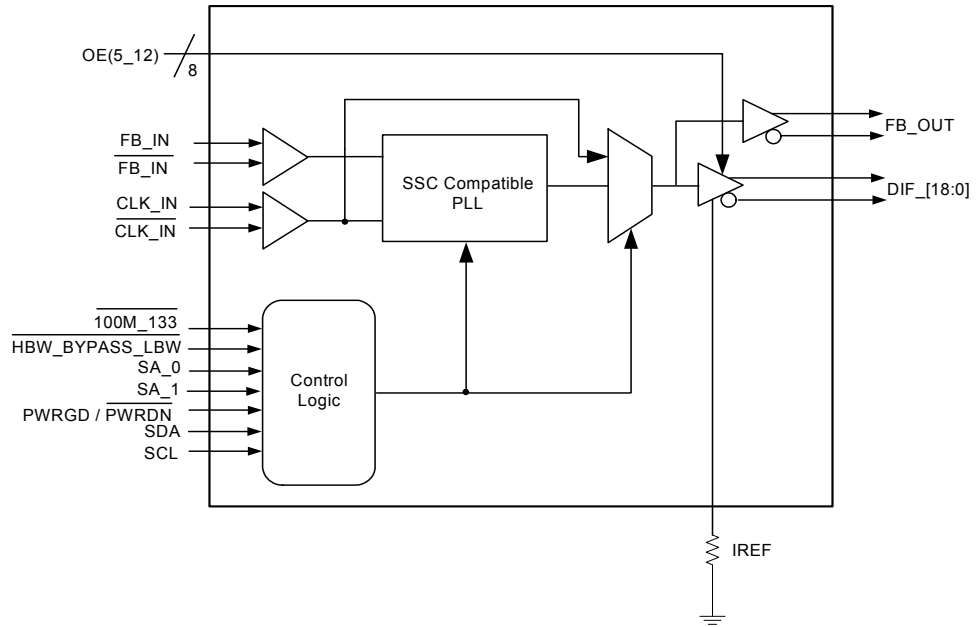 OE(5_12)
8
FB_IN
FB_IN
CLK_IN
CLK_IN
SSC Compatible
PLL
FB_OUT
DIF_[18:0]
100M_133
HBW_BYPASS_LBW
SA_0
SA_1
PWRGD / PWRDN
SDA
SCL
Control
Logic
IREF